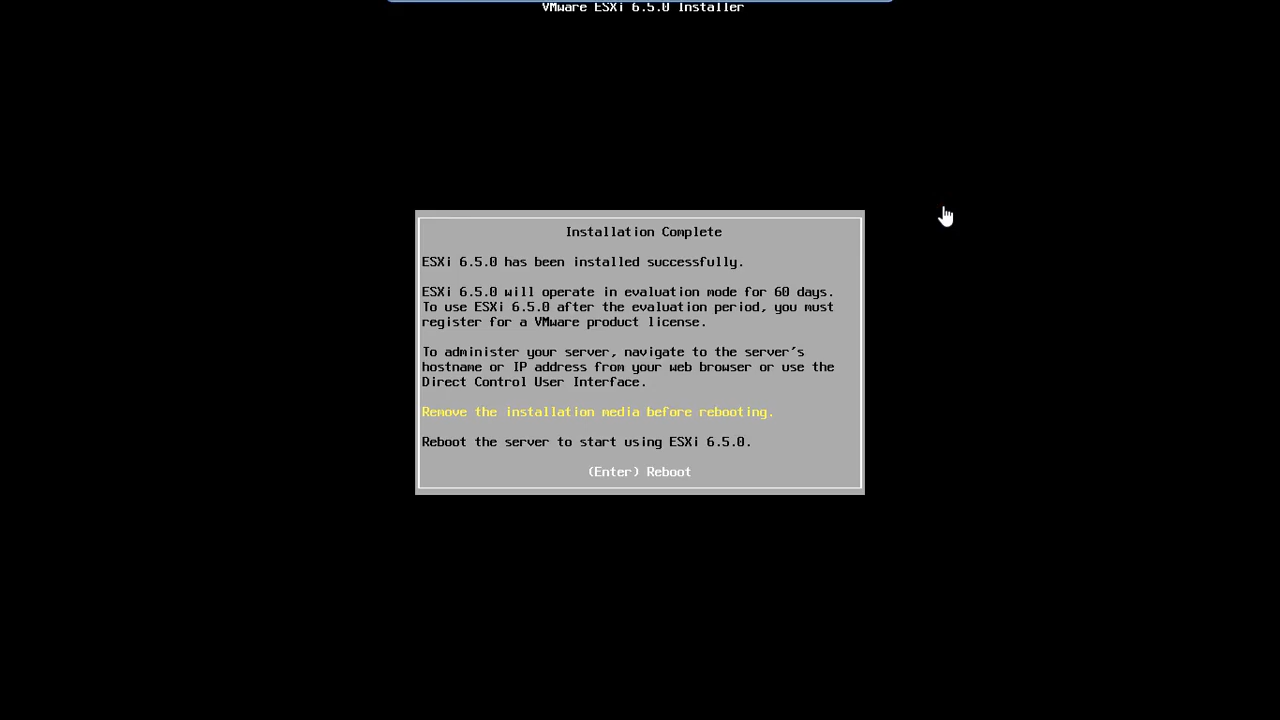 VMware ESXi 6.5.0 Installer
Installation Complete
ESXi 6.5.0 has been installed successfully.
ESXi 6.5.0 will operate in evaluation mode for 60 days.
To use ESXi 6.5.0 after the evaluation period, you must
register for a VMware product license.
To administer your server, navigate to the server's
hostname or IP address from your web browser or use the
Direct Control User Interface.
Remove the installation media before rebooting.
Reboot the server to start using ESXi 6.5.0.
(Enter) Reboot